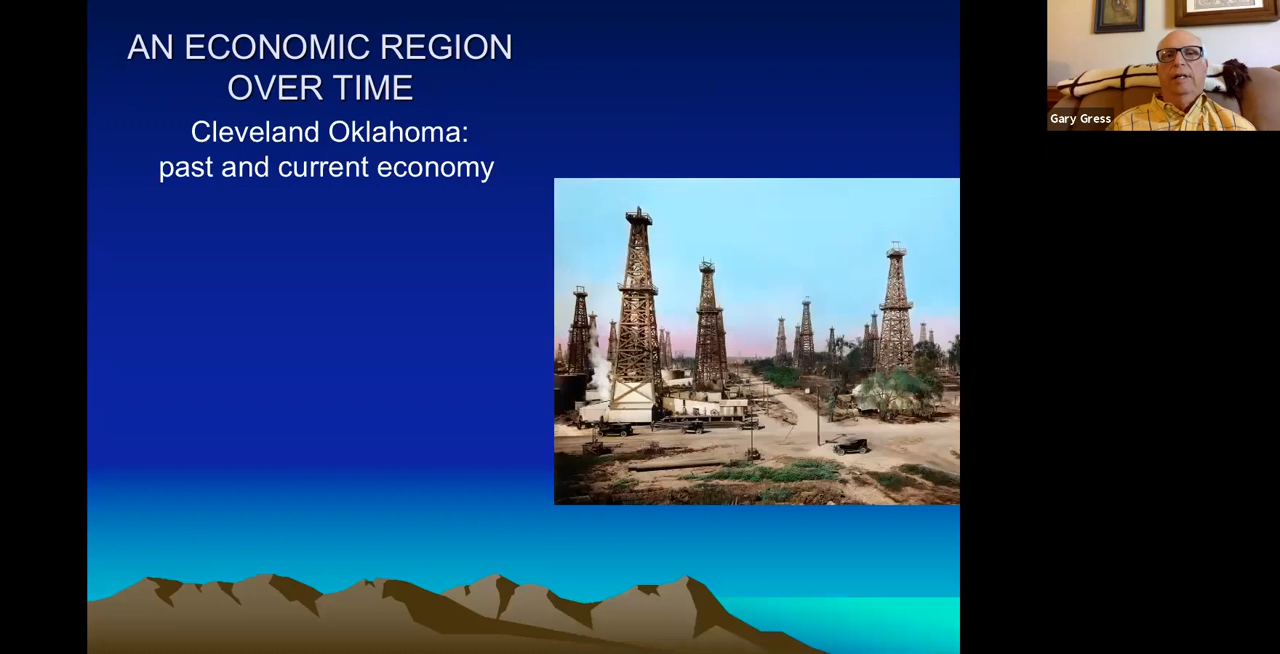 AN ECONOMIC REGION
OVER TIME
Cleveland Oklahoma:
past and current economy
Gary Gress